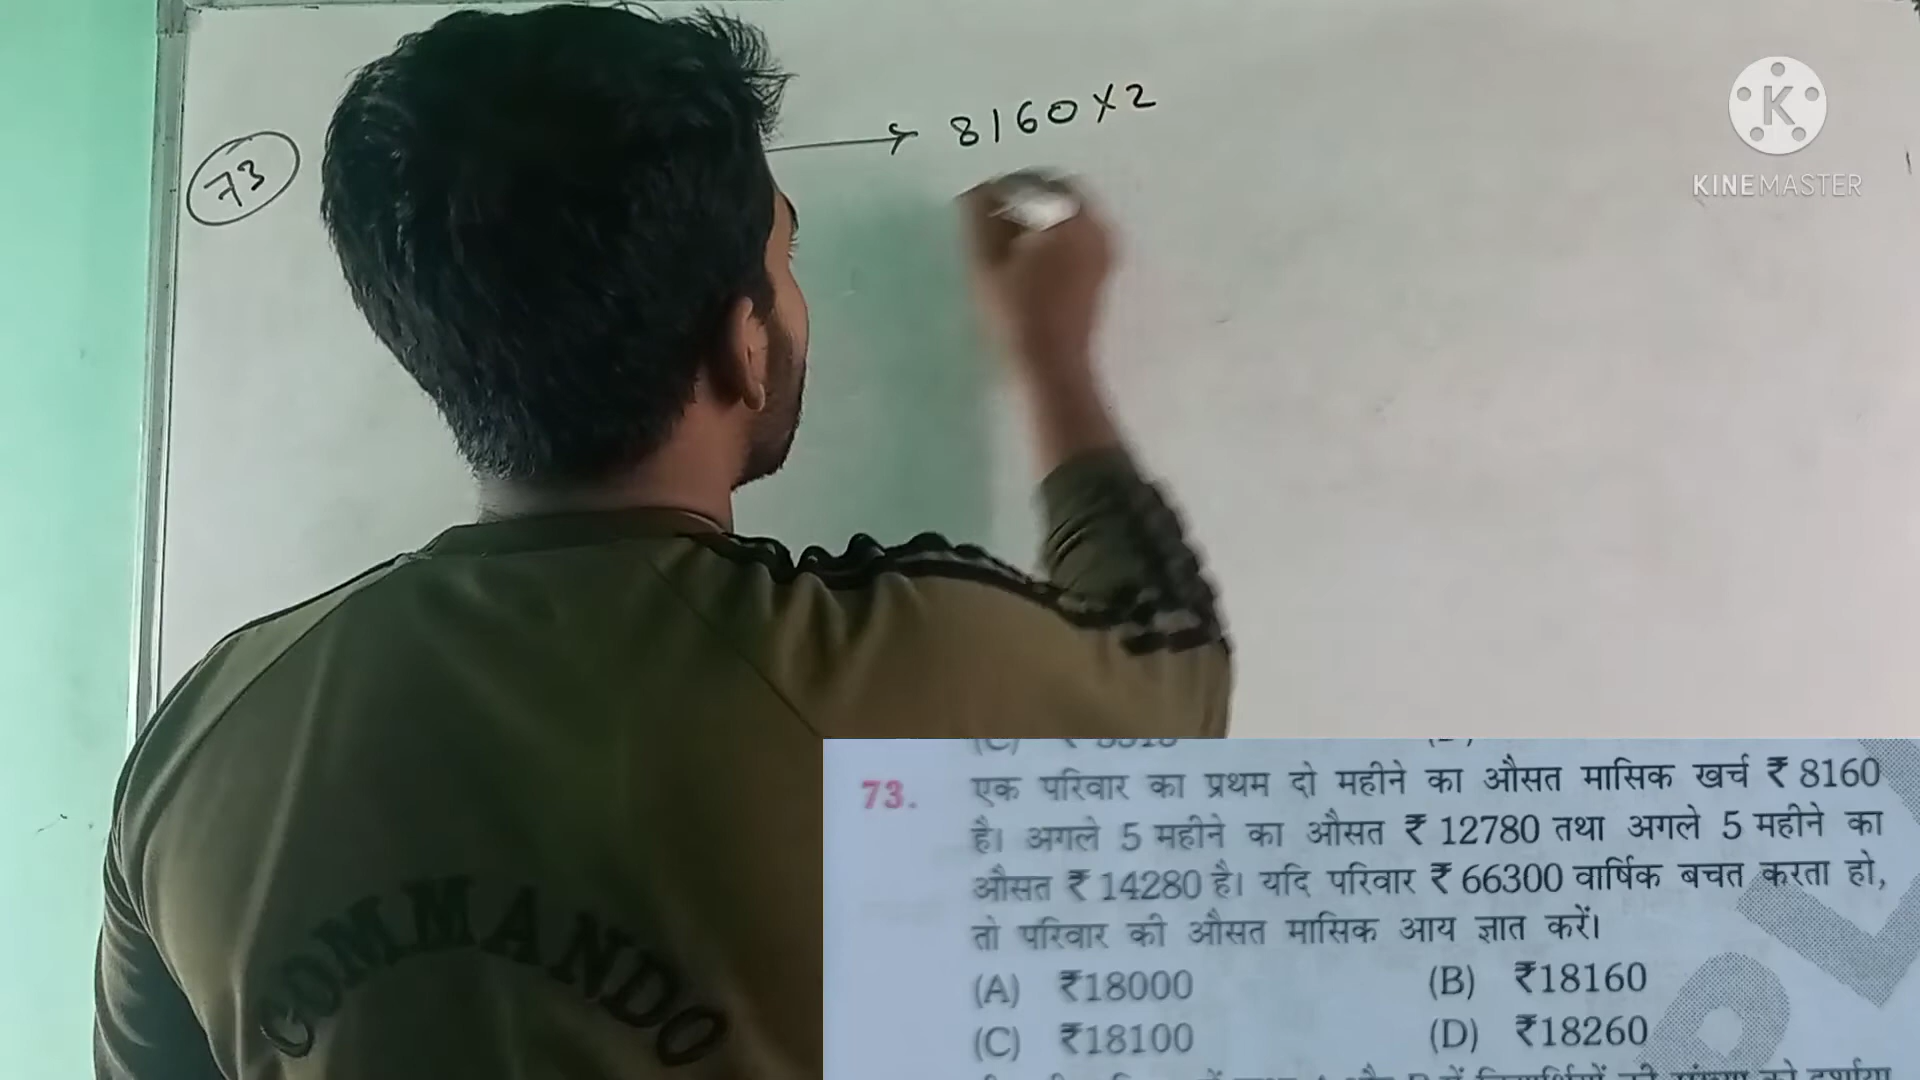 73
8160×2
KINEMASTER
COMMANDO
73. एक परिवार का प्रथम दो महीने का औसत मासिक खर्च ₹ 8160
है। अगले 5 महीने का औसत ₹ 12780 तथा अगले 5 महीने का
औसत ₹ 14280 है। यदि परिवार ₹ 66300 वार्षिक बचत करता हो,
तो परिवार की औसत मासिक आय ज्ञात करें।
(A) ₹18000 (B) ₹18160
(C) ₹18100 (D) ₹18260